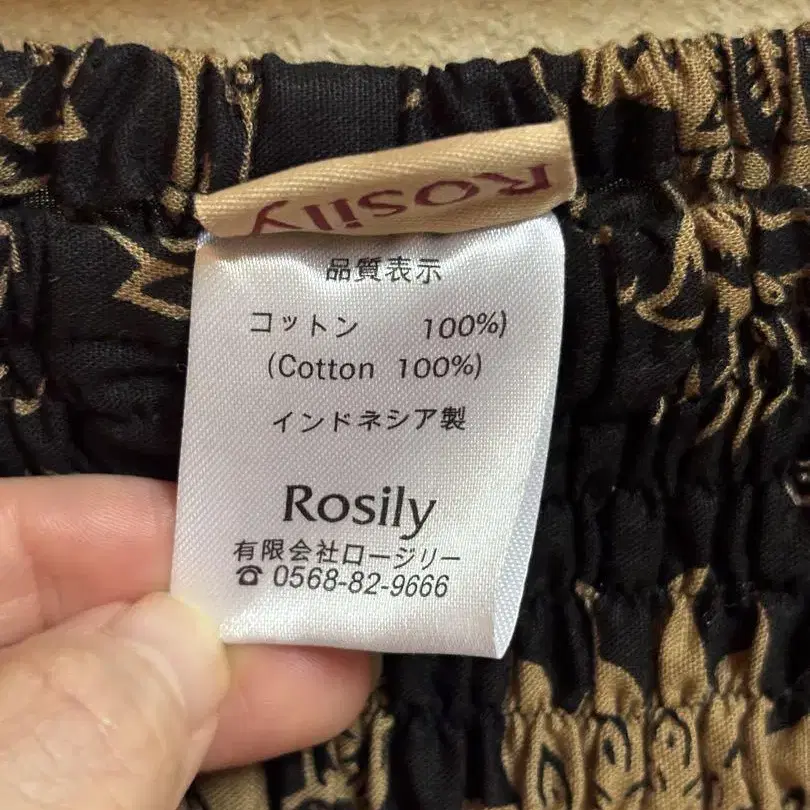 Rosily
品質表示
コットン 100%)
(Cotton 100%)
インドネシア製
Rosily
有限会社ロージリー
☎ 0568-82-9666